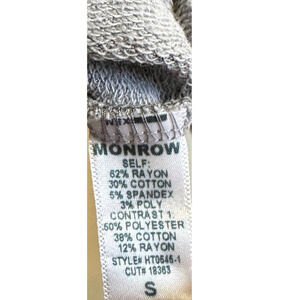 MONROW
SELF:
62% RAYON
30% COTTON
5% SPANDEX
3% POLY
CONTRAST 1:
50% POLYESTER
38% COTTON
12% RAYON
STYLE# HT0546-1
CUT# 18363
S